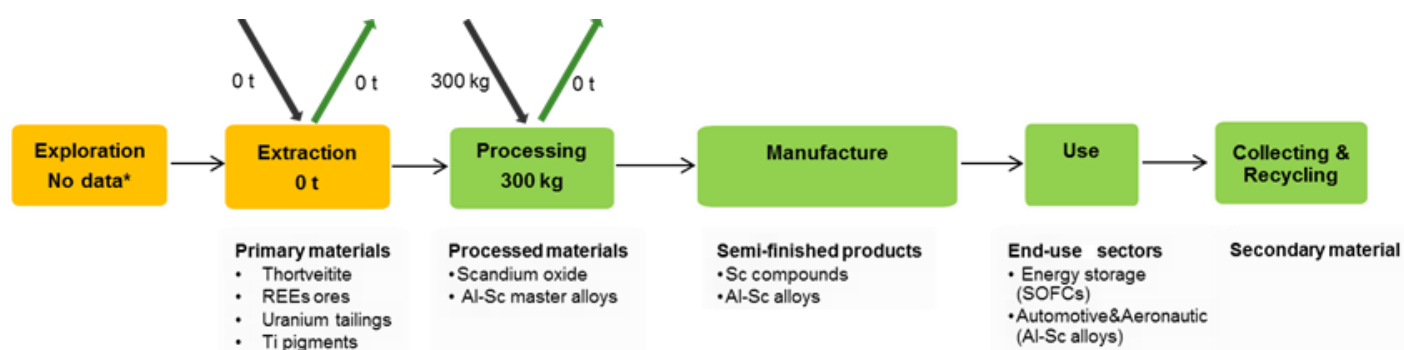 0 t
0 t
300 kg
0 t
Exploration
No data*
Extraction
0 t
Processing
300 kg
Manufacture
Use
Collecting &
Recycling
Primary materials
• Thortveitite
• REEs ores
• Uranium tailings
• Ti pigments
Processed materials
•Scandium oxide
• Al-Sc master alloys
Semi-finished products
•Sc compounds
•Al-Sc alloys
End-use sectors
• Energy storage
(SOFCs)
•Automotive&Aeronautic
(Al-Sc alloys)
Secondary material